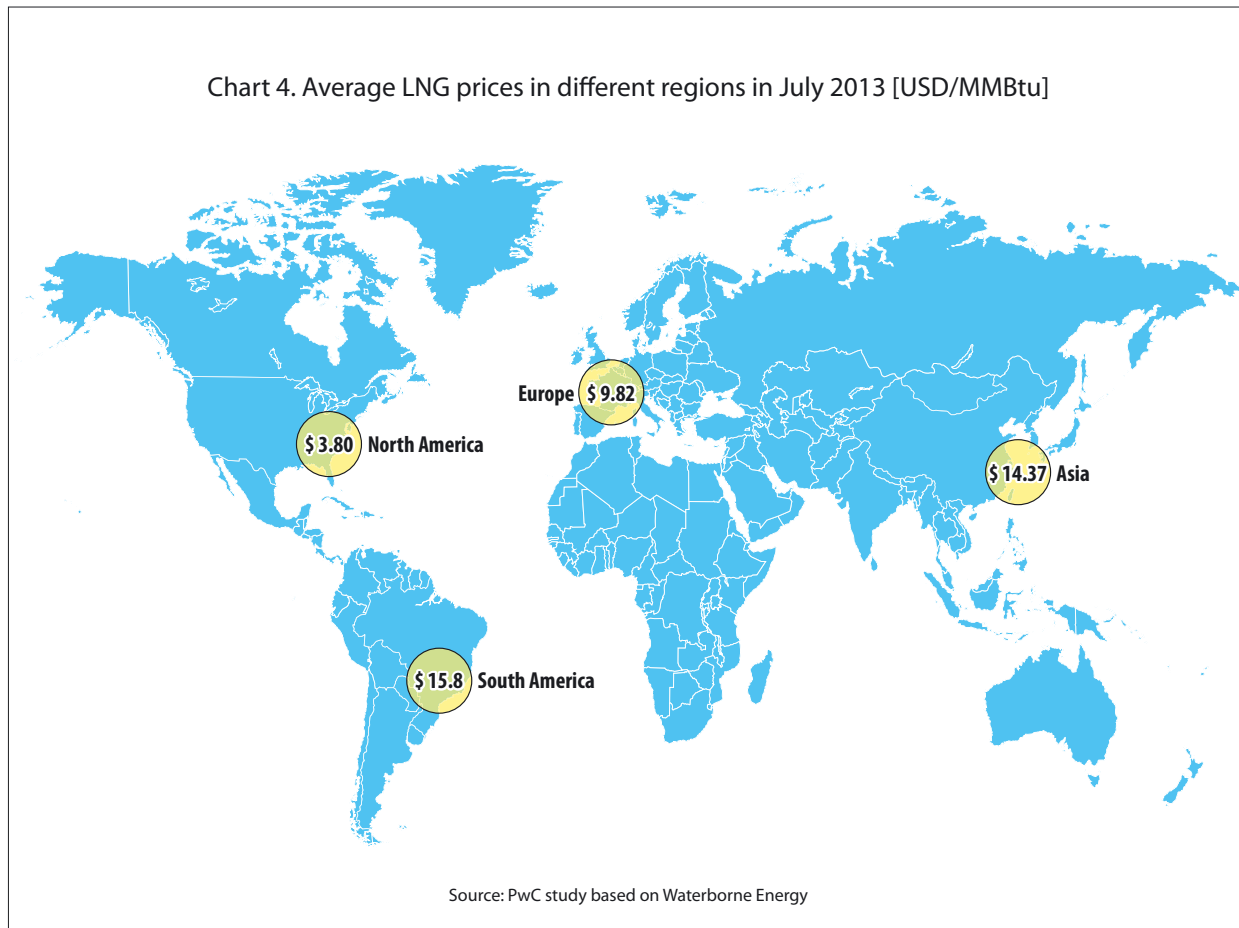 Chart 4. Average LNG prices in different regions in July 2013 [USD/MMBtu]
Europe $ 9.82
$ 3.80 North America
$ 14.37 Asia
$ 15.8 South America
Source: PwC study based on Waterborne Energy